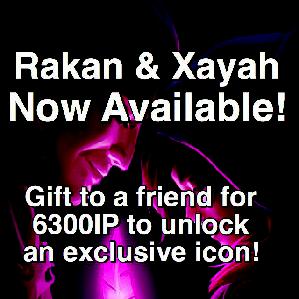 Rakan & Xayah
Now Available!
Gift to a friend for
6300IP to unlock
an exclusive icon!